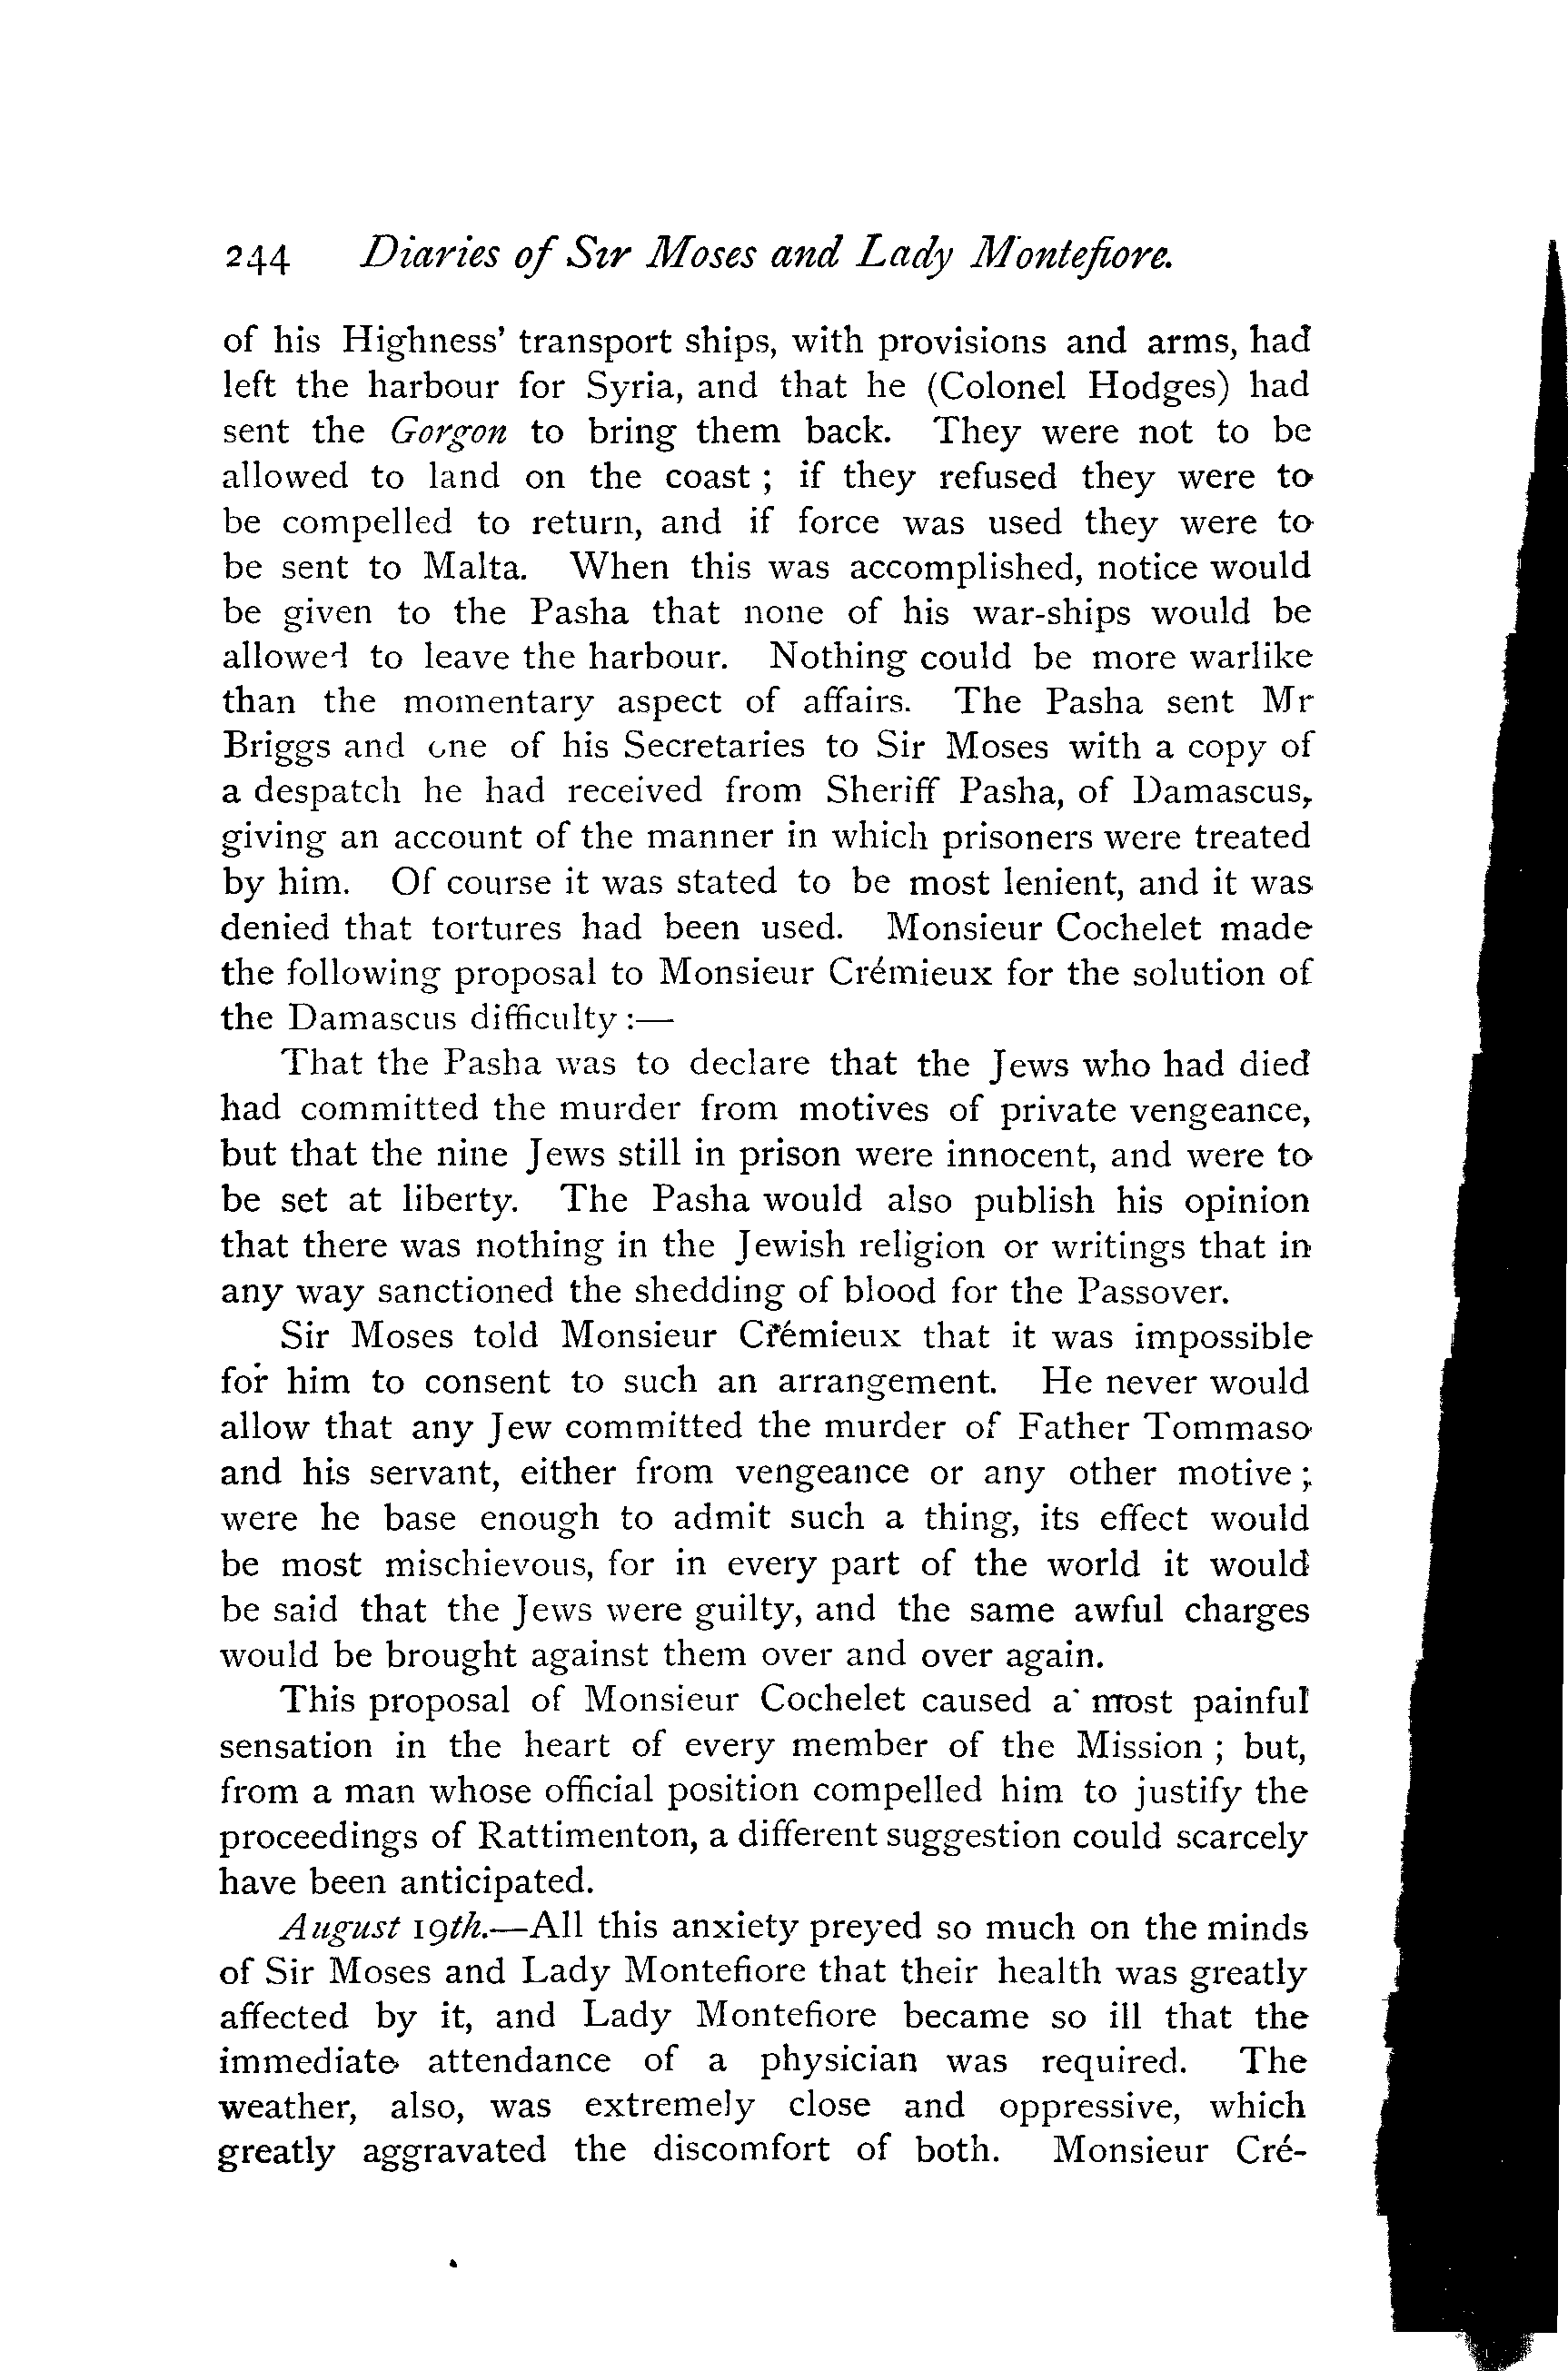 244 Diaries of Sir Moses and Lady Montefiore.
of his Highness' transport ships, with provisions and arms, had
left the harbour for Syria, and that he (Colonel Hodges) had
sent the Gorgon to bring them back. They were not to be
allowed to land on the coast ; if they refused they were to
be compelled to return, and if force was used they were to
be sent to Malta. When this was accomplished, notice would
be given to the Pasha that none of his war-ships would be
allowed to leave the harbour. Nothing could be more warlike
than the momentary aspect of affairs. The Pasha sent Mr
Briggs and one of his Secretaries to Sir Moses with a copy of
a despatch he had received from Sheriff Pasha, of Damascus,
giving an account of the manner in which prisoners were treated
by him. Of course it was stated to be most lenient, and it was
denied that tortures had been used. Monsieur Cochelet made
the following proposal to Monsieur Crémieux for the solution of
the Damascus difficulty :—
That the Pasha was to declare that the Jews who had died
had committed the murder from motives of private vengeance,
but that the nine Jews still in prison were innocent, and were to
be set at liberty. The Pasha would also publish his opinion
that there was nothing in the Jewish religion or writings that in
any way sanctioned the shedding of blood for the Passover.
Sir Moses told Monsieur Crémieux that it was impossible
for him to consent to such an arrangement. He never would
allow that any Jew committed the murder of Father Tommaso
and his servant, either from vengeance or any other motive ;
were he base enough to admit such a thing, its effect would
be most mischievous, for in every part of the world it would
be said that the Jews were guilty, and the same awful charges
would be brought against them over and over again.
This proposal of Monsieur Cochelet caused a most painful
sensation in the heart of every member of the Mission ; but,
from a man whose official position compelled him to justify the
proceedings of Rattimenton, a different suggestion could scarcely
have been anticipated.
August 19th.—All this anxiety preyed so much on the minds
of Sir Moses and Lady Montefiore that their health was greatly
affected by it, and Lady Montefiore became so ill that the
immediate attendance of a physician was required. The
weather, also, was extremely close and oppressive, which
greatly aggravated the discomfort of both. Monsieur Cré-